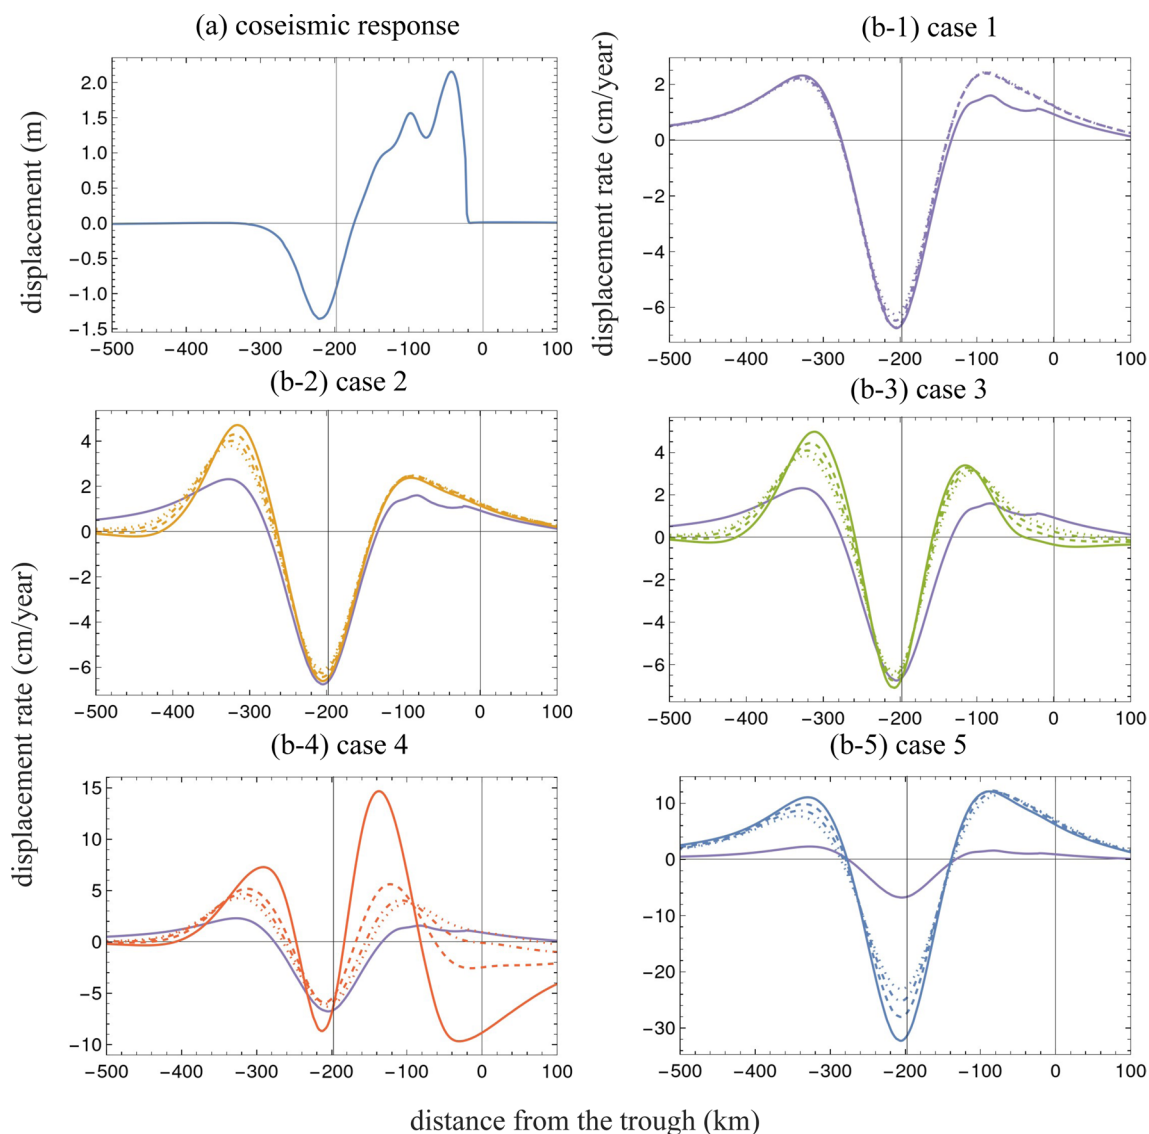 (a) coseismic response
displacement (m)
2.0
1.5
1.0
0.5
0.0
-0.5
-1.0
-1.5
-500 -400 -300 -200 -100 0 100
(b-1) case 1
displacement rate (cm/year)
2
0
2
4
-6
-500 -400 -300 -200 -100 0 100
(b-2) case 2
4
2
0
-2
-4
-6
-500 -400 -300 -200 -100 0 100
(b-3) case 3
4
2
0
2
4
-6
-500 -400 -300 -200 -100 0 100
displacement rate (cm/year)
(b-4) case 4
15
10
5
0
-5
-10
-500 -400 -300 -200 -100 0 100
(b-5) case 5
10
0
-10
-20
-30
-500 -400 -300 -200 -100 0 100
distance from the trough (km)